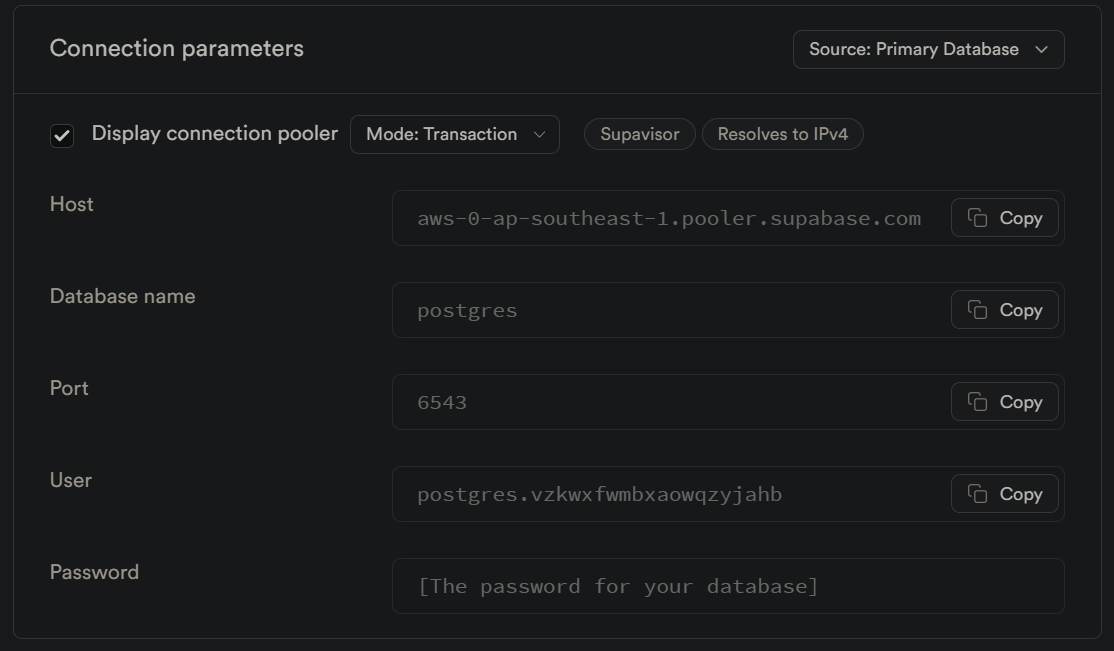 Connection parameters
Source: Primary Database
Display connection pooler
Mode: Transaction
Supavisor
Resolves to IPv4
Host
aws-0-ap-southeast-1.pooler.supabase.com
Copy
Database name
postgres
Copy
Port
6543
Copy
User
postgres.vzkwxfwmbxaowqzyjahb
Copy
Password
[The password for your database]